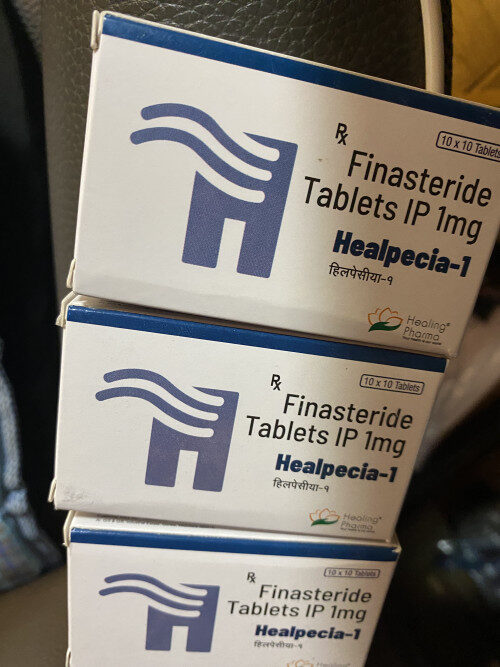 Rx
10 x 10 Tablets
Finasteride
Tablets IP 1mg
Healpecia-1
हिलपेसीया-१
Healing
Pharma
Rx
10 x 10 Tablets
Finasteride
Tablets IP 1mg
Healpecia-1
हिलपेसीया-१
Healing
Pharma
Rx
10 x 10 Tablets
Finasteride
Tablets IP 1mg
Healpecia-1
हिलपेसीया-१
Healing